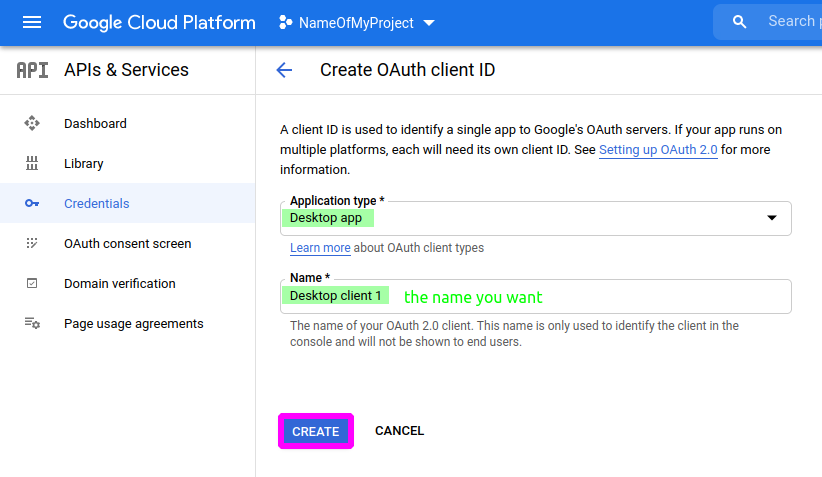 Google Cloud Platform NameOfMyProject Search
API APIs & Services
Create OAuth client ID
Dashboard
Library
Credentials
OAuth consent screen
Domain verification
Page usage agreements
A client ID is used to identify a single app to Google's OAuth servers. If your app runs on
multiple platforms, each will need its own client ID. See Setting up OAuth 2.0 for more
information.
Application type *
Desktop app
Learn more about OAuth client types
Name *
Desktop client 1 the name you want
The name of your OAuth 2.0 client. This name is only used to identify the client in the
console and will not be shown to end users.
CREATE CANCEL